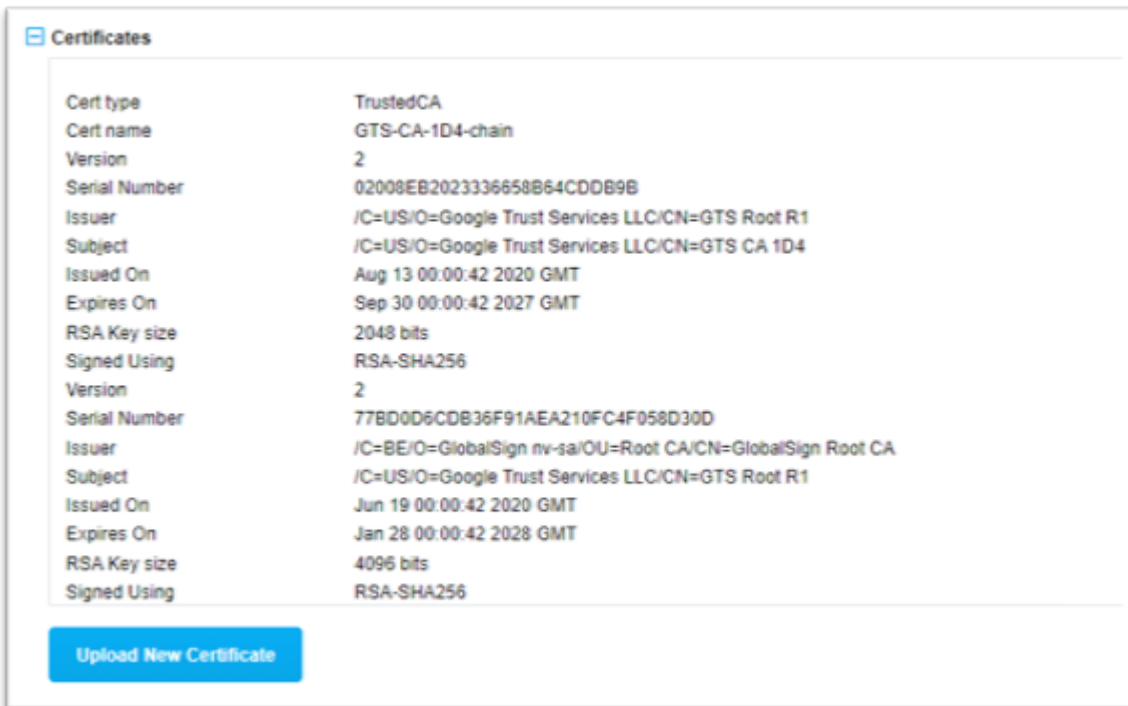 Certificates
Cert type TrustedCA
Cert name GTS-CA-1D4-chain
Version 2
Serial Number 02008EB2023336658B64CDDB9B
Issuer /C=US/O=Google Trust Services LLC/CN=GTS Root R1
Subject /C=US/O=Google Trust Services LLC/CN=GTS CA 1D4
Issued On Aug 13 00:00:42 2020 GMT
Expires On Sep 30 00:00:42 2027 GMT
RSA Key size 2048 bits
Signed Using RSA-SHA256
Version 2
Serial Number 77BD0D6CDB36F91AEA210FC4F058D30D
Issuer /C=BE/O=GlobalSign nv-sa/OU=Root CA/CN=GlobalSign Root CA
Subject /C=US/O=Google Trust Services LLC/CN=GTS Root R1
Issued On Jun 19 00:00:42 2020 GMT
Expires On Jan 28 00:00:42 2028 GMT
RSA Key size 4096 bits
Signed Using RSA-SHA256
Upload New Certificate